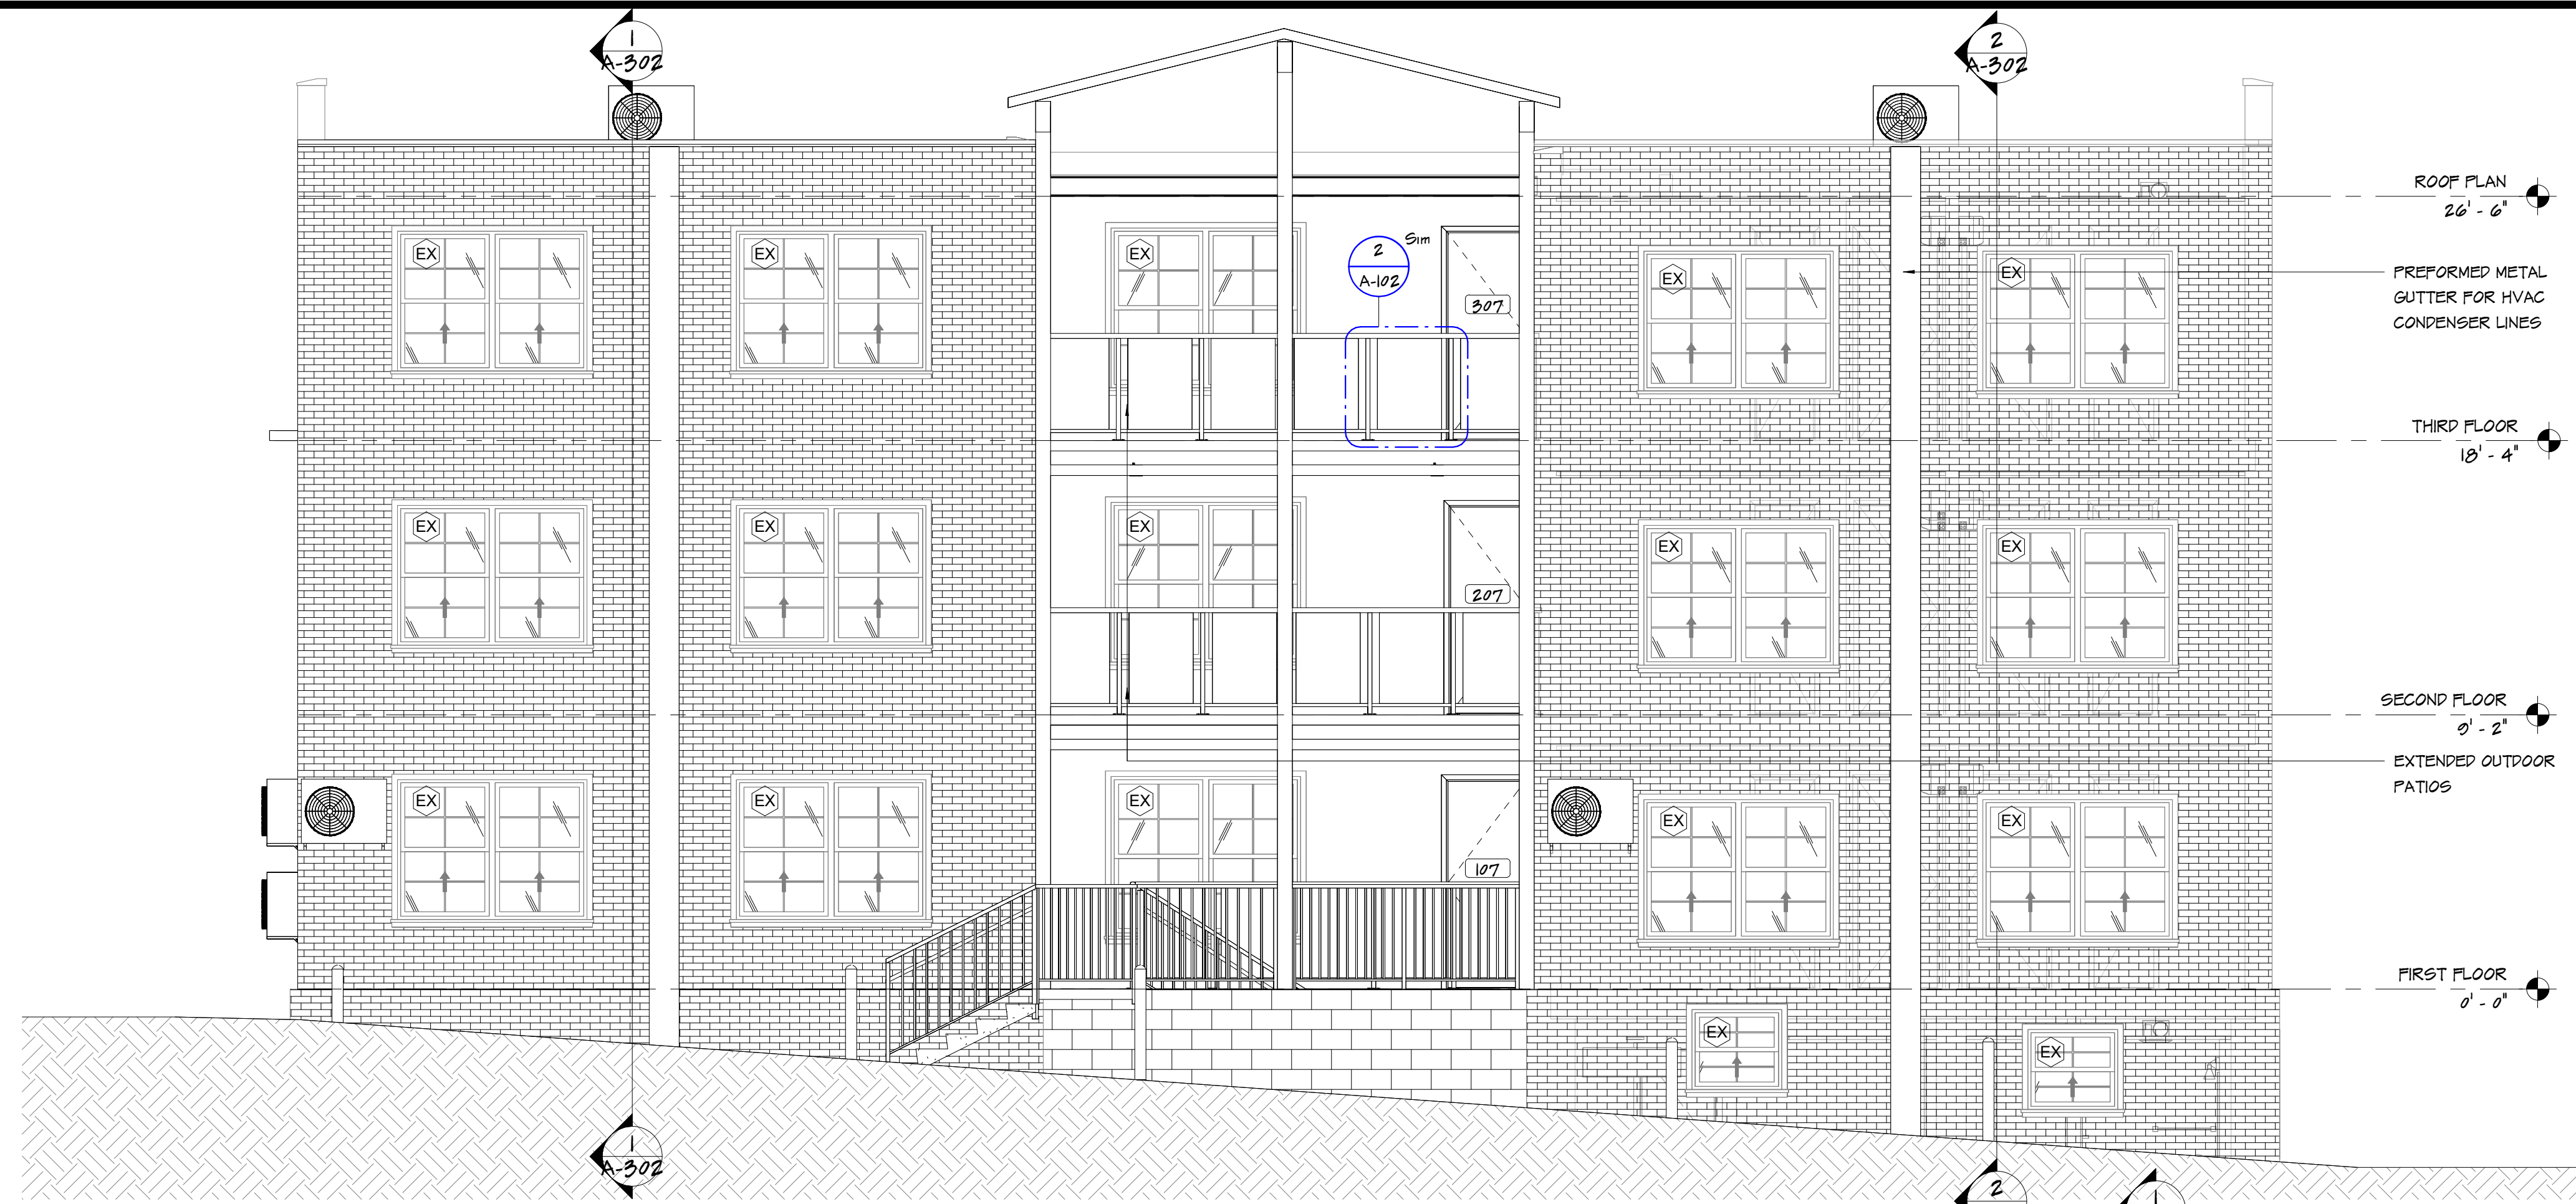 1
A-302
2
A-302
ROOF PLAN
26' - 6"
EX
EX
EX
2
Sim
A-102
307
EX
EX
PREFORMED METAL
GUTTER FOR HVAC
CONDENSER LINES
THIRD FLOOR
18' - 4"
EX
EX
EX
207
EX
EX
SECOND FLOOR
9' - 2"
EXTENDED OUTDOOR
PATIOS
EX
EX
EX
107
EX
EX
FIRST FLOOR
0' - 0"
EX
EX
1
A-302
2
1